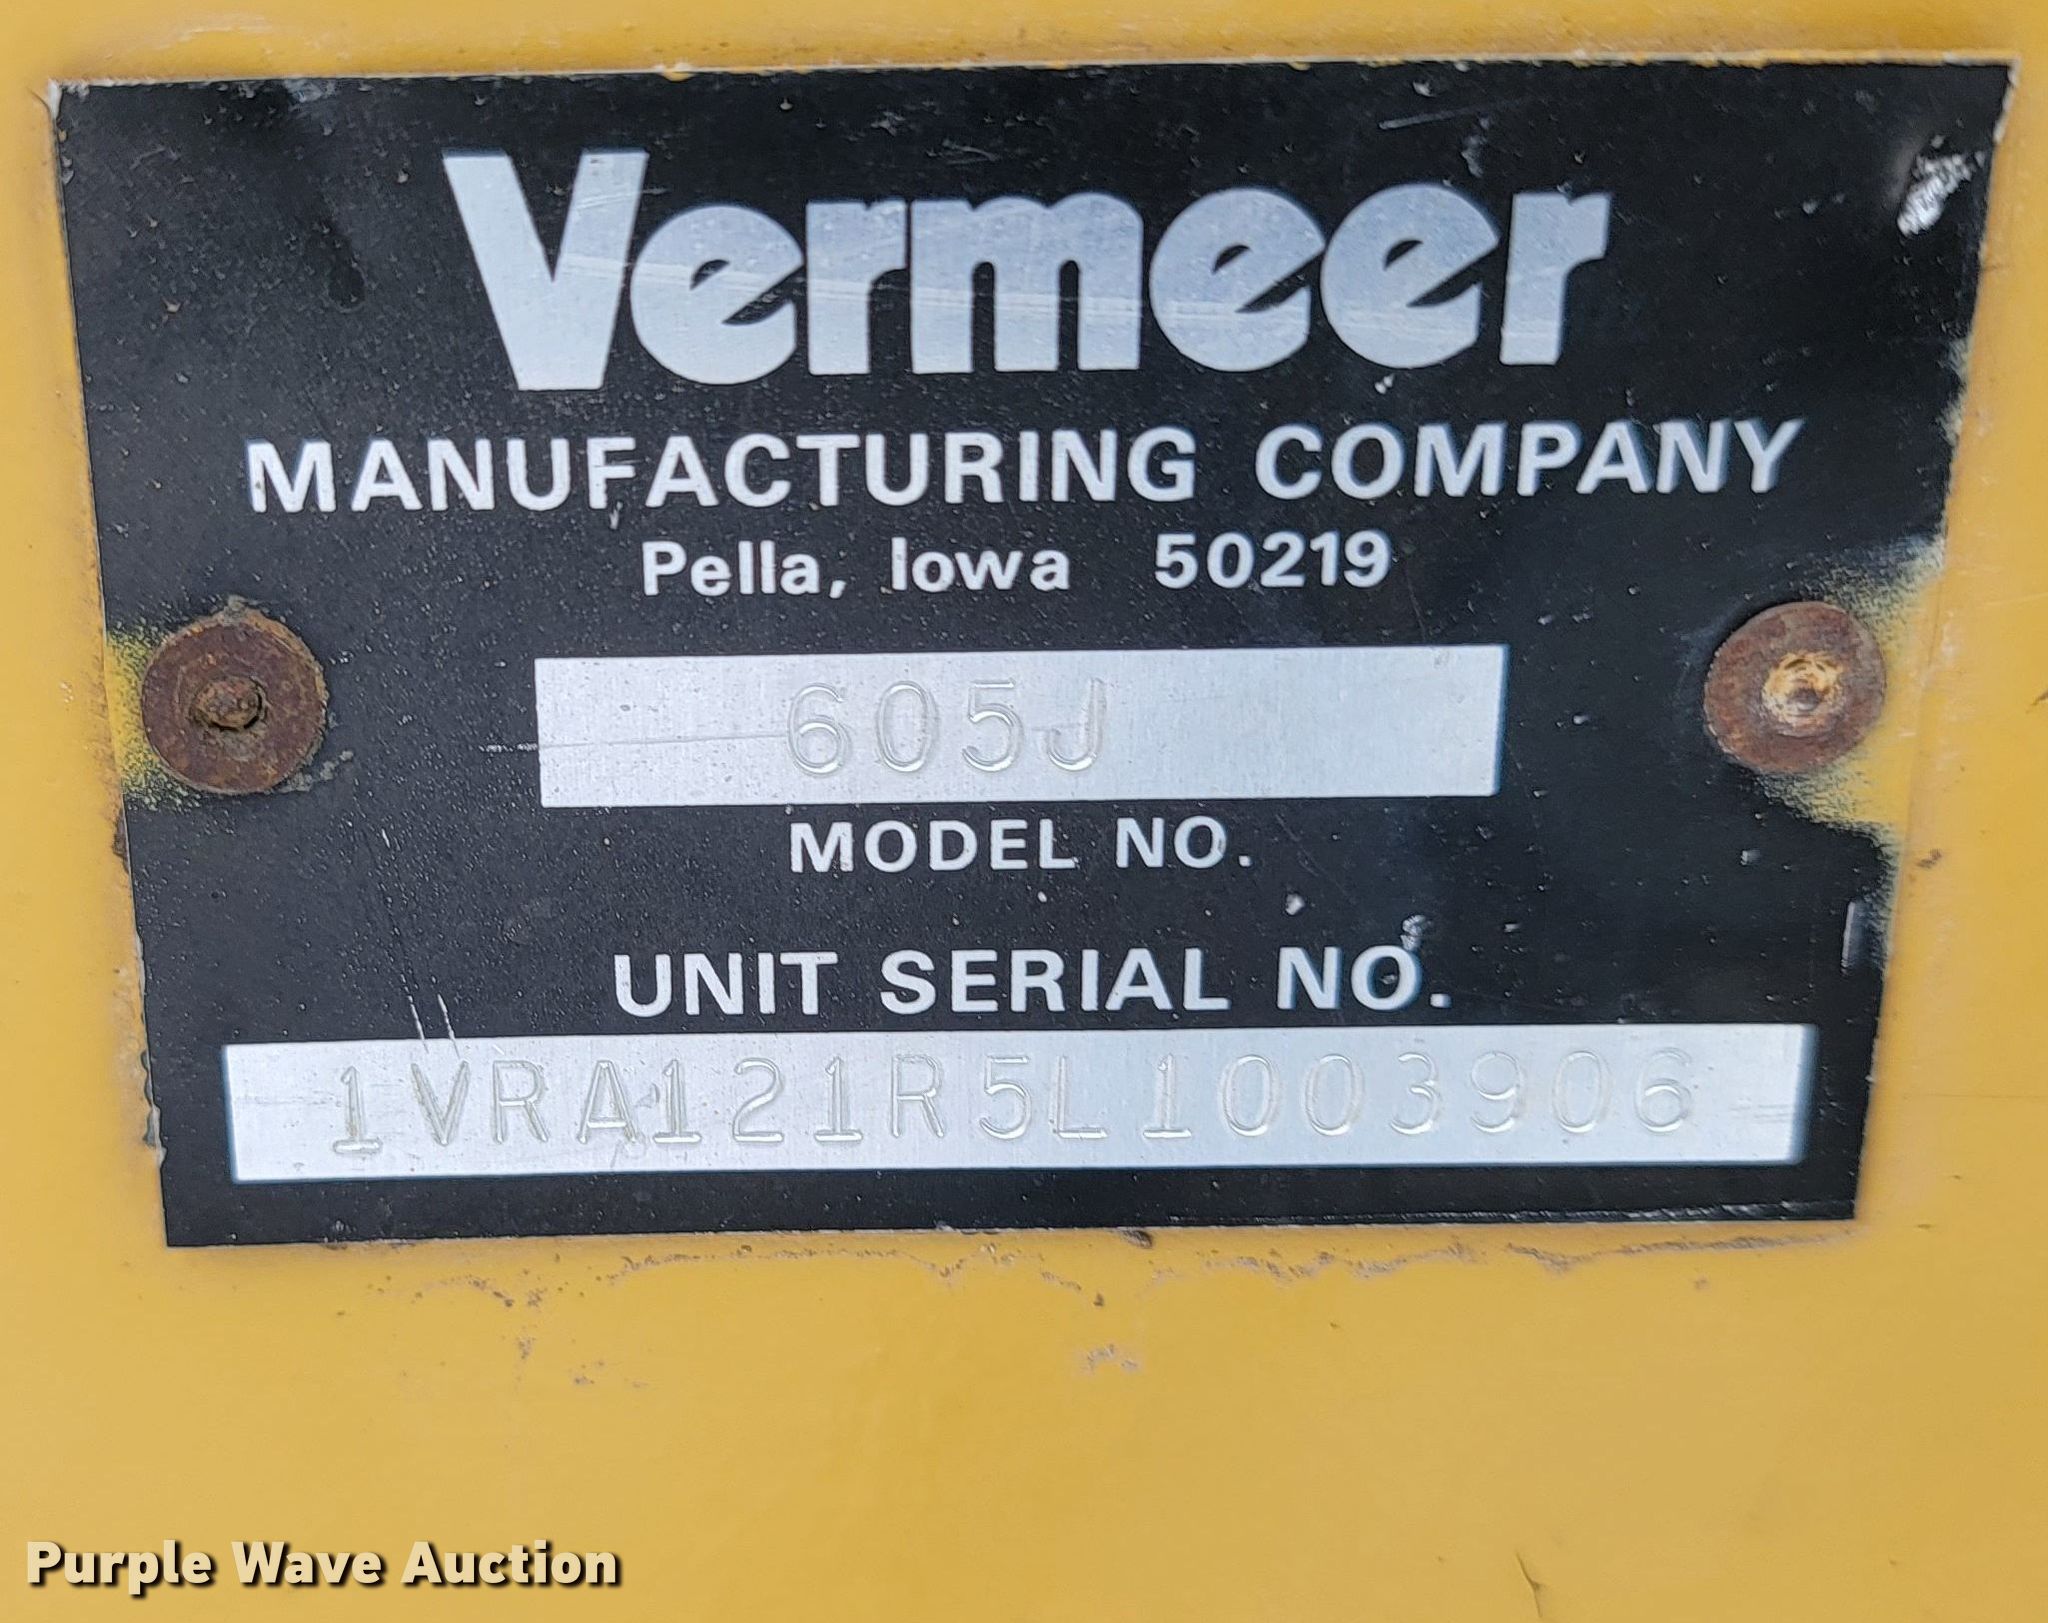 Vermeer
MANUFACTURING COMPANY
Pella, Iowa 50219
605J
MODEL NO.
UNIT SERIAL NO.
1VRA121R5L1003906
Purple Wave Auction